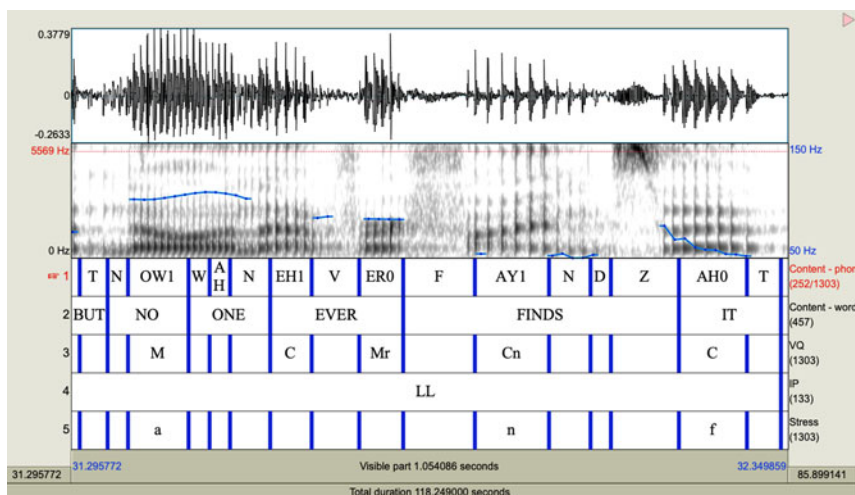 0.3779
0
-0.2633
5569 Hz 150 Hz
0 Hz 50 Hz
1 T N OW1 W AH N EH1 V ER0 F AY1 N D Z AH0 T Content - phon (252/1303)
2 BUT NO ONE EVER FINDS IT Content - word (457)
3 M C Mr Cn C VQ (1303)
4 LL IP (133)
5 a n f Stress (1303)
31.295772 31.295772 Visible part 1.054086 seconds 32.349859 85.899141
Total duration 118.249000 seconds